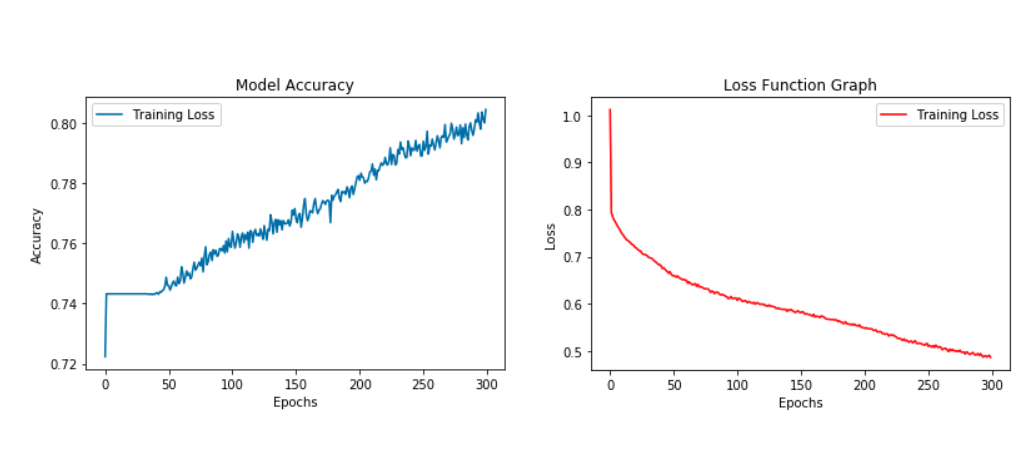 Model Accuracy
Training Loss
0.80
0.78
0.76
0.74
0.72
Accuracy
0 50 100 150 200 250 300
Epochs
Loss Function Graph
Training Loss
1.0
0.9
0.8
0.7
0.6
0.5
Loss
0 50 100 150 200 250 300
Epochs